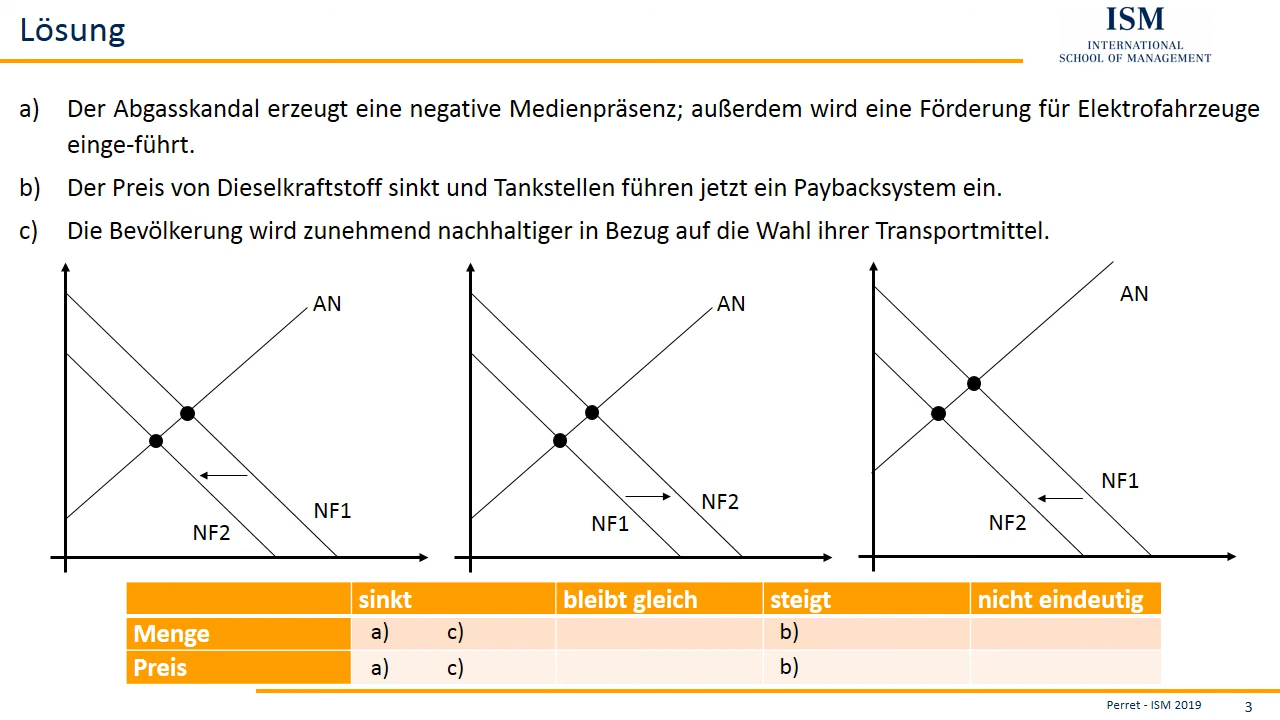 Lösung
ISM
INTERNATIONAL
SCHOOL OF MANAGEMENT
a) Der Abgasskandal erzeugt eine negative Medienpräsenz; außerdem wird eine Förderung für Elektrofahrzeuge
einge-führt.
b) Der Preis von Dieselkraftstoff sinkt und Tankstellen führen jetzt ein Paybacksystem ein.
c) Die Bevölkerung wird zunehmend nachhaltiger in Bezug auf die Wahl ihrer Transportmittel.
AN
NF1
NF2
AN
NF2
NF1
AN
NF1
NF2
sinkt bleibt gleich steigt nicht eindeutig
Menge a) c) b)
Preis a) c) b)
Perret - ISM 2019 3